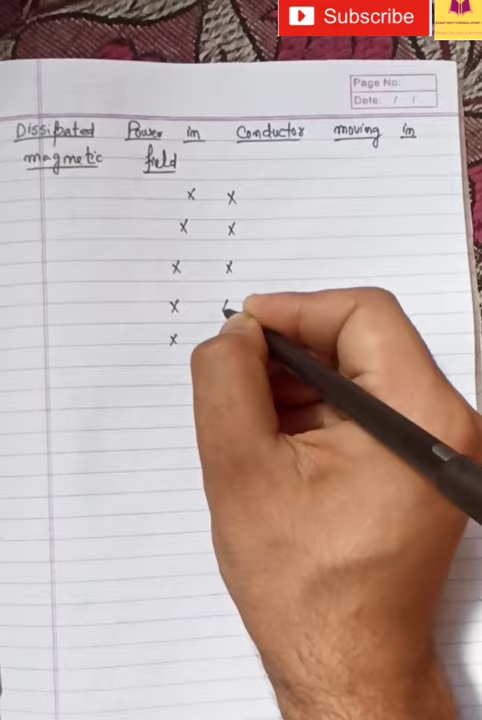 Subscribe
Page No:
Date: / /
Dissipated Power in Conductor moving in
magnetic field
x x
x x
x x
x
x